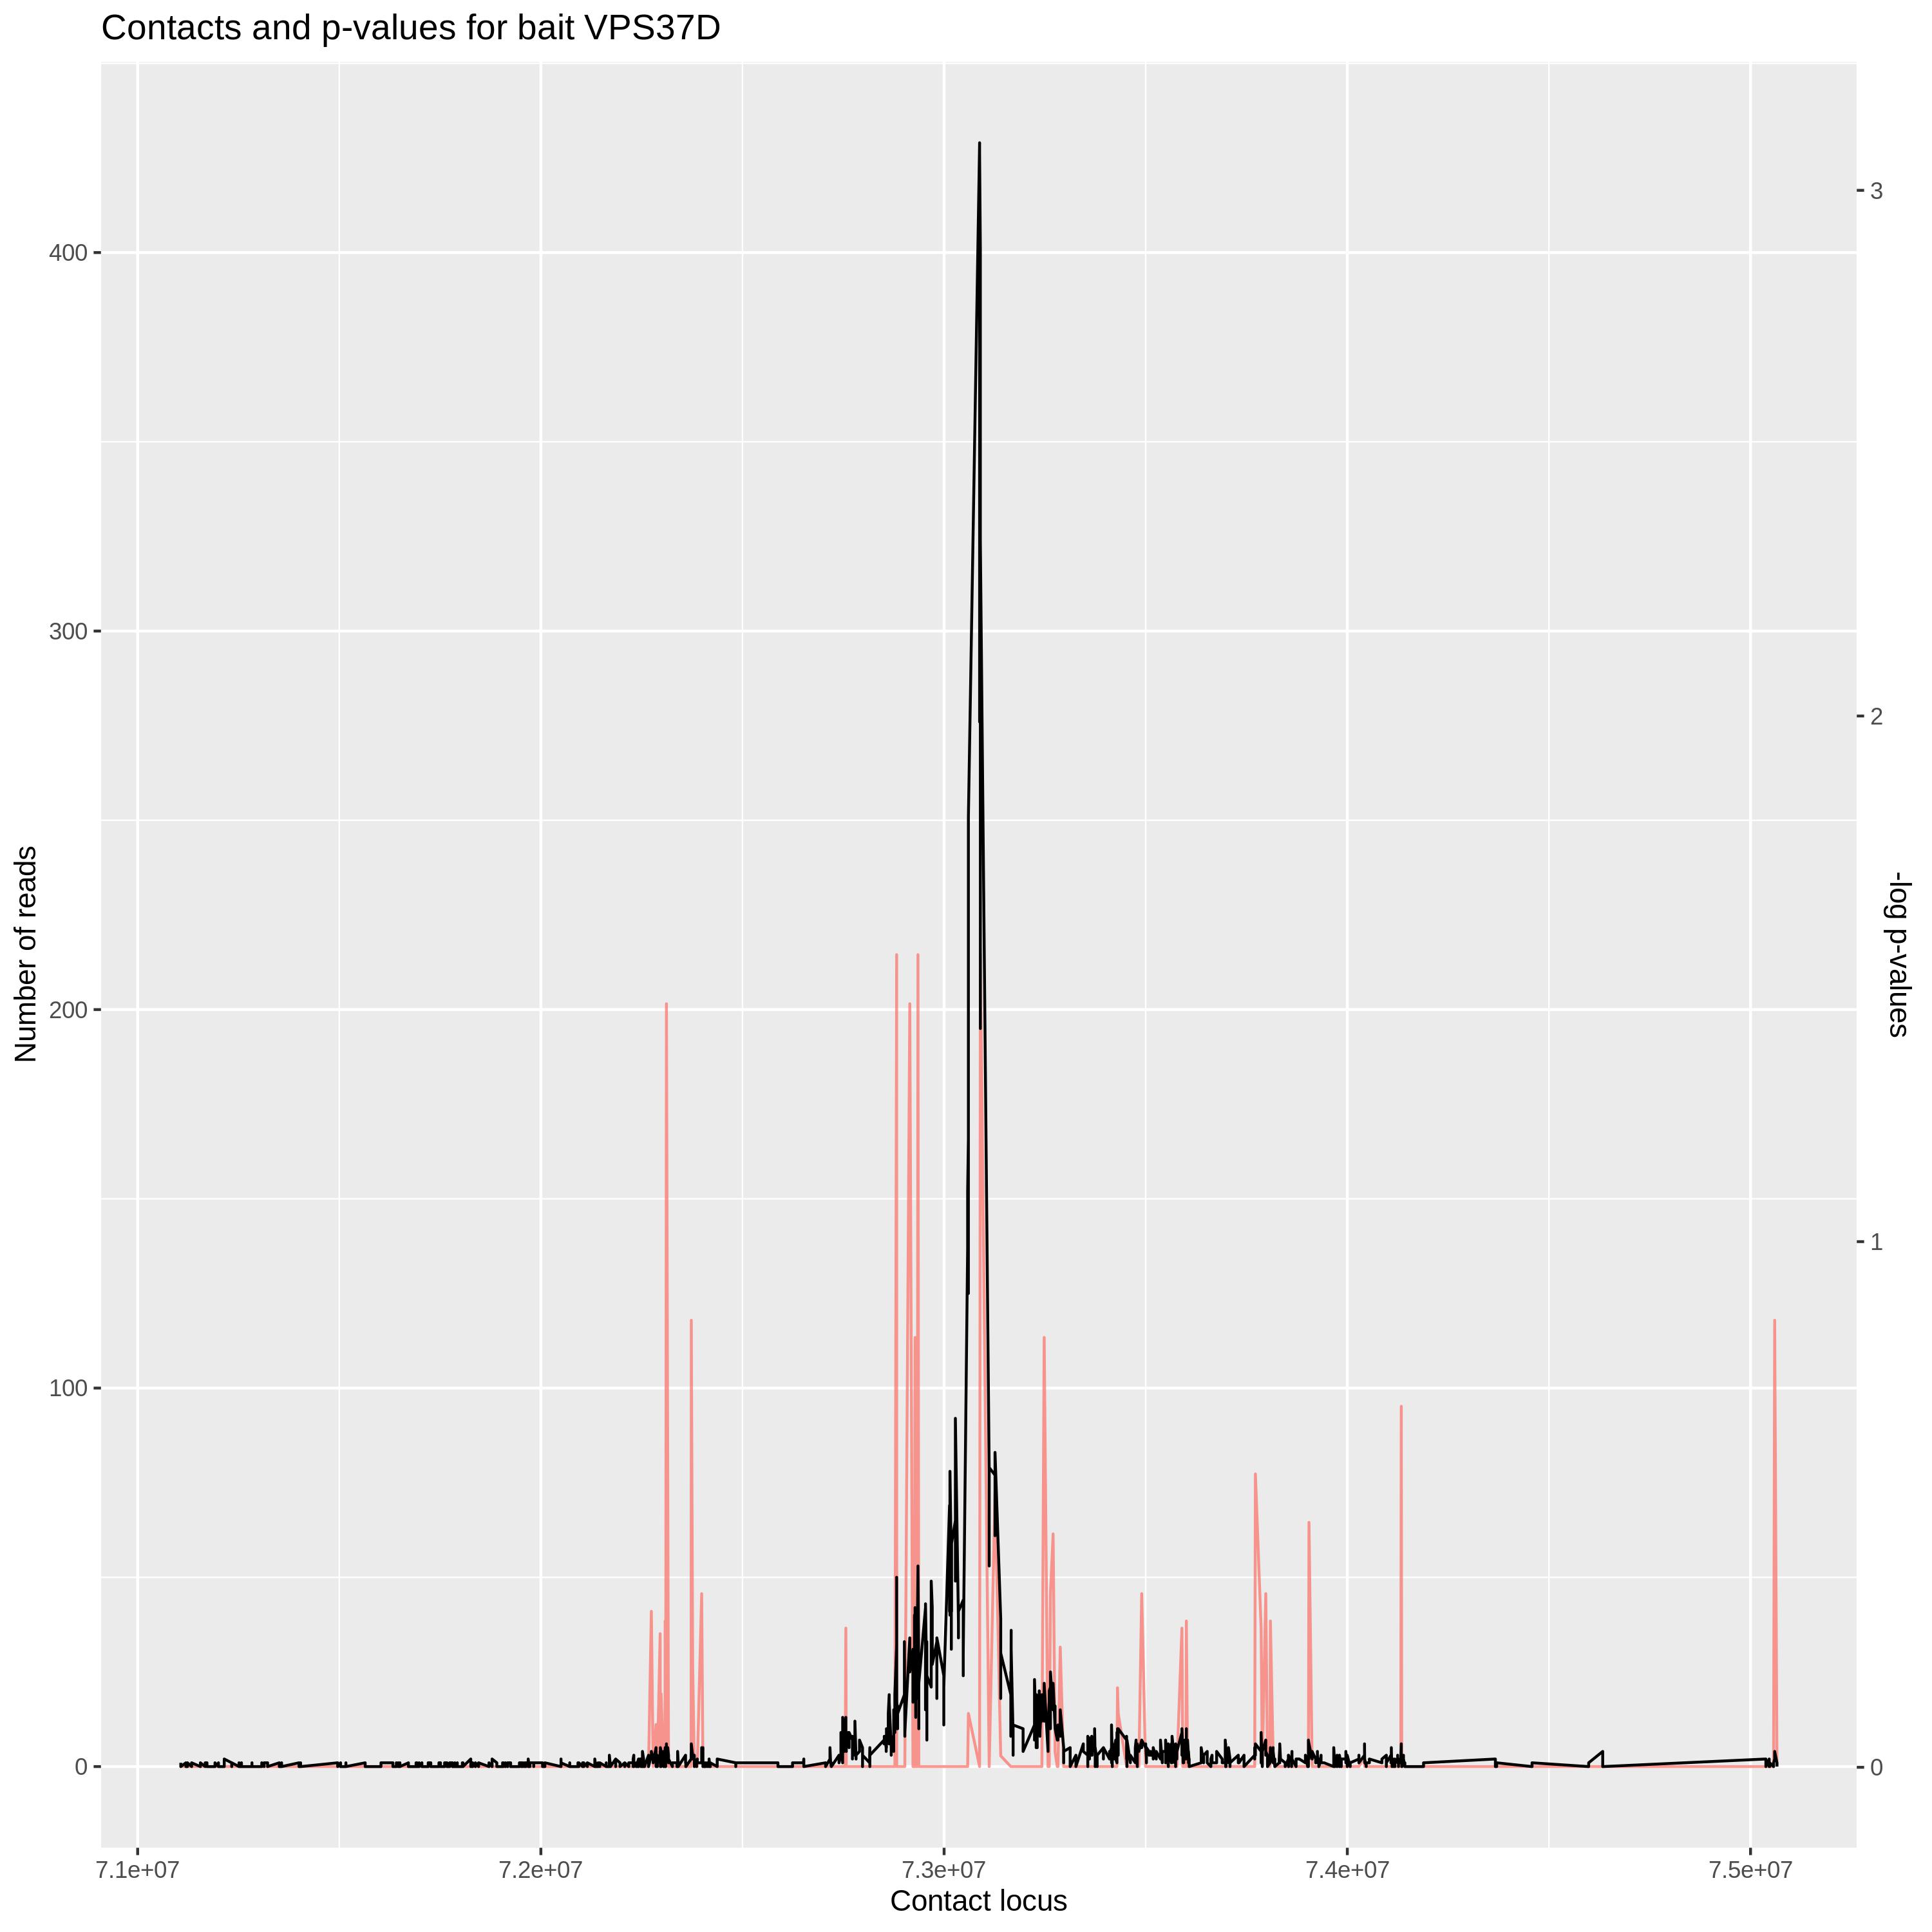 Contacts and p-values for bait VPS37D
Number of reads
400
300
200
100
0
3
2
1
0
-log p-values
7.1e+07 7.2e+07 7.3e+07 7.4e+07 7.5e+07
Contact locus